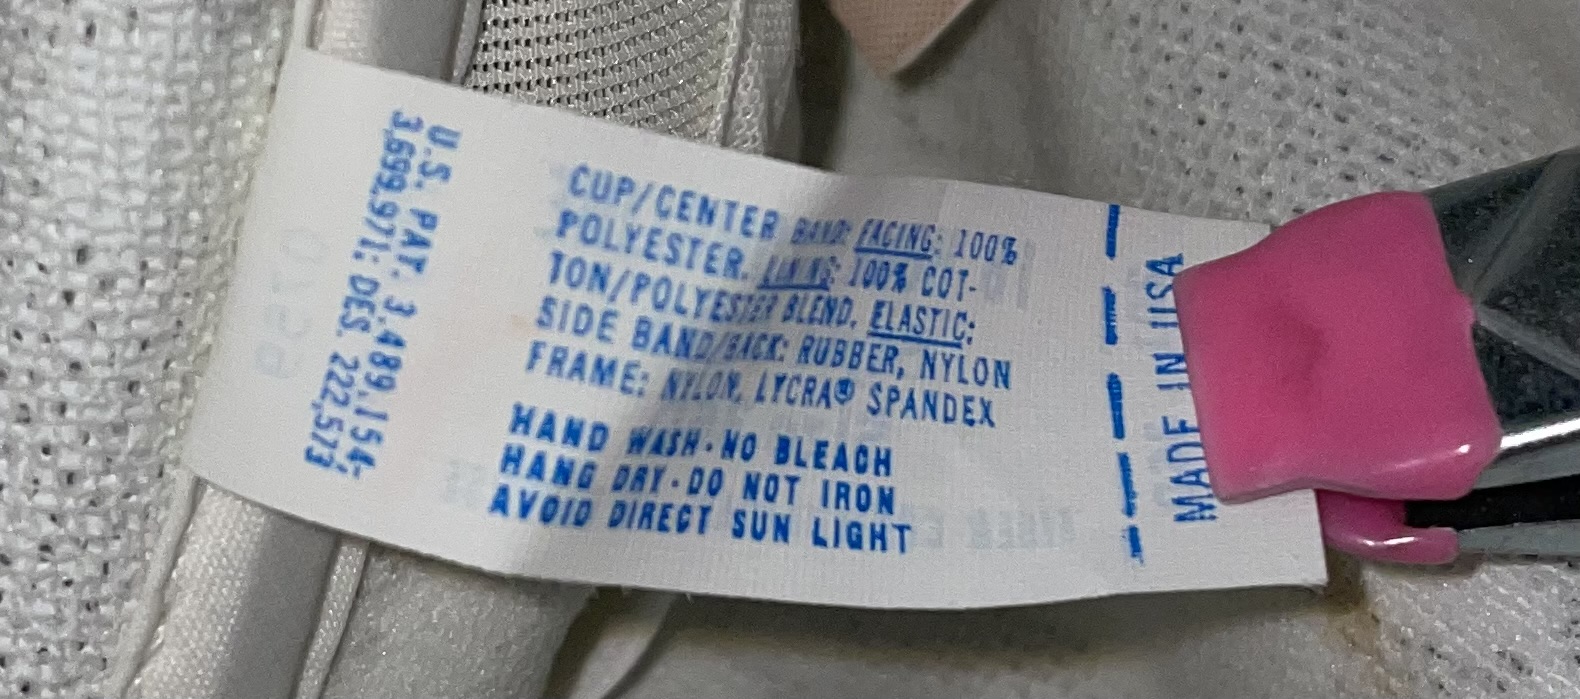 U.S. PAT. 3,489,154;
3,699,971; DES. 222,573
CUP/CENTER BAND: FACING: 100%
POLYESTER. LINING: 100% COT-
TON/POLYESTER BLEND. ELASTIC:
SIDE BAND/BACK: RUBBER, NYLON
FRAME: NYLON, LYCRA® SPANDEX
HAND WASH·NO BLEACH
HANG DRY·DO NOT IRON
AVOID DIRECT SUN LIGHT
MADE IN USA